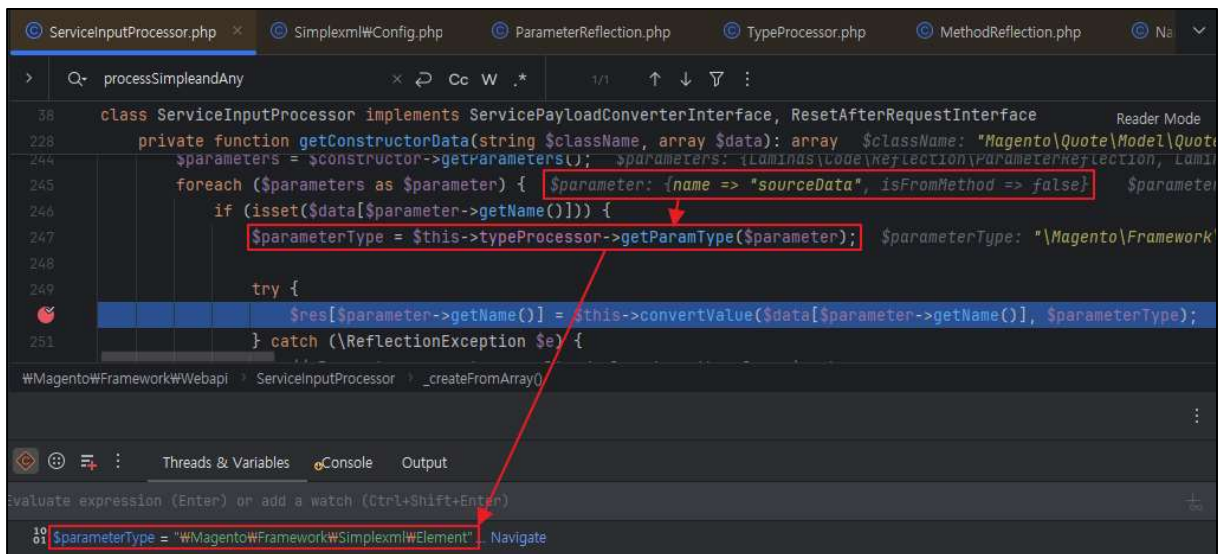 ServiceInputProcessor.php × Simplexml₩Config.php ParameterReflection.php TypeProcessor.php MethodReflection.php Na
processSimpleandAny × Cc W .* 1/1
38 class ServiceInputProcessor implements ServicePayloadConverterInterface, ResetAfterRequestInterface Reader Mode
228 private function getConstructorData(string $className, array $data): array $className: "Magento\Quote\Model\Quote
244 $parameters = $constructor->getParameters(); $parameters: {Laminas\Code\Reflection\ParameterReflection, Lami
245 foreach ($parameters as $parameter) { $parameter: {name => "sourceData", isFromMethod => false} $parameter
246 if (isset($data[$parameter->getName()])) {
247 $parameterType = $this->typeProcessor->getParamType($parameter); $parameterType: "\Magento\Framework\
248
249 try {
$res[$parameter->getName()] = $this->convertValue($data[$parameter->getName()], $parameterType);
251 } catch (\ReflectionException $e) {
₩Magento₩Framework₩Webapi > ServiceInputProcessor > _createFromArray()
Threads & Variables Console Output
Evaluate expression (Enter) or add a watch (Ctrl+Shift+Enter)
10 01 $parameterType = "₩Magento₩Framework₩Simplexml₩Element" ... Navigate